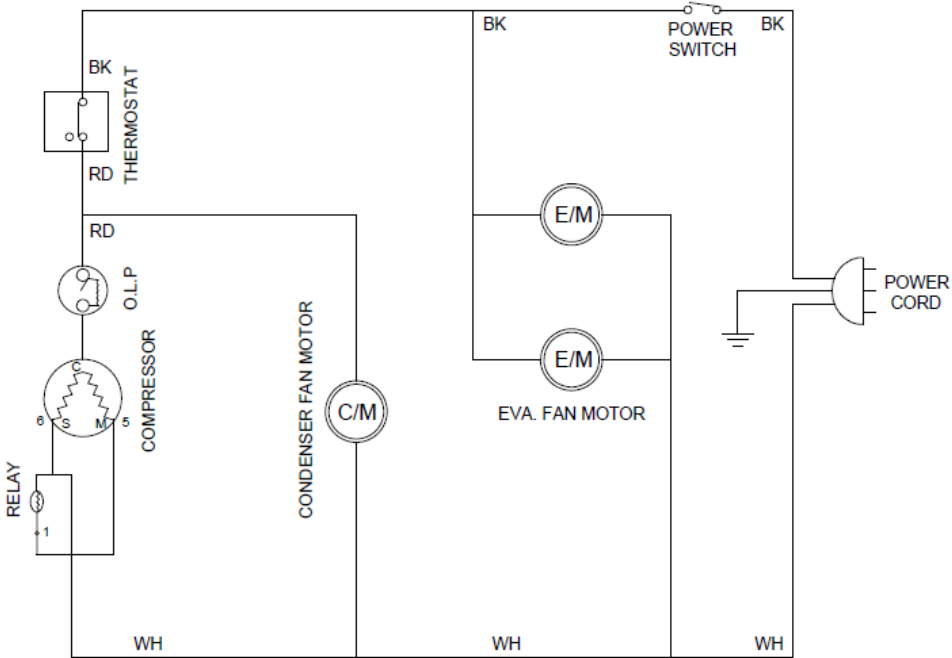 BK
POWER
SWITCH
BK
BK
THERMOSTAT
RD
RD
E/M
O.L.P
POWER
CORD
E/M
C
COMPRESSOR
CONDENSER FAN MOTOR
C/M
EVA. FAN MOTOR
6
S
M
5
RELAY
1
WH
WH
WH